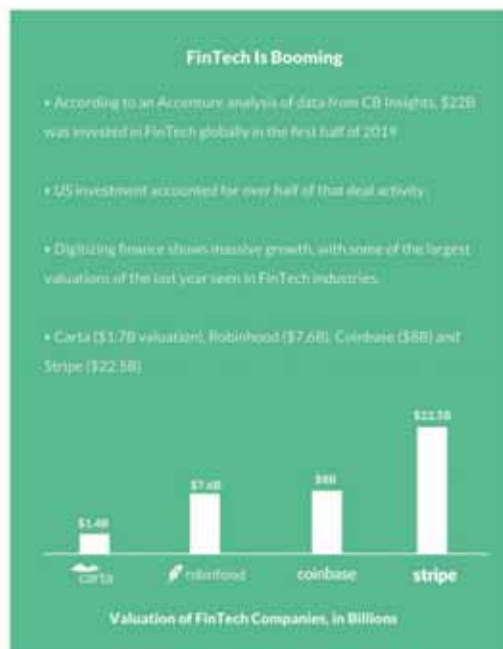 FinTech Is Booming
• According to an Accenture analysis of data from CB Insights, $22B
was invested in FinTech globally in the first half of 2019
• US investment accounted for over half of that deal activity
• Digitizing finance shows massive growth, with some of the largest
valuations of the last year seen in FinTech industries.
• Carta ($1.7B valuation), Robinhood ($7.6B), Coinbase ($8B) and
Stripe ($22.5B)
$22.5B
$7.6B
$8B
$1.4B
carta
robinhood
coinbase
stripe
Valuation of FinTech Companies, in Billions